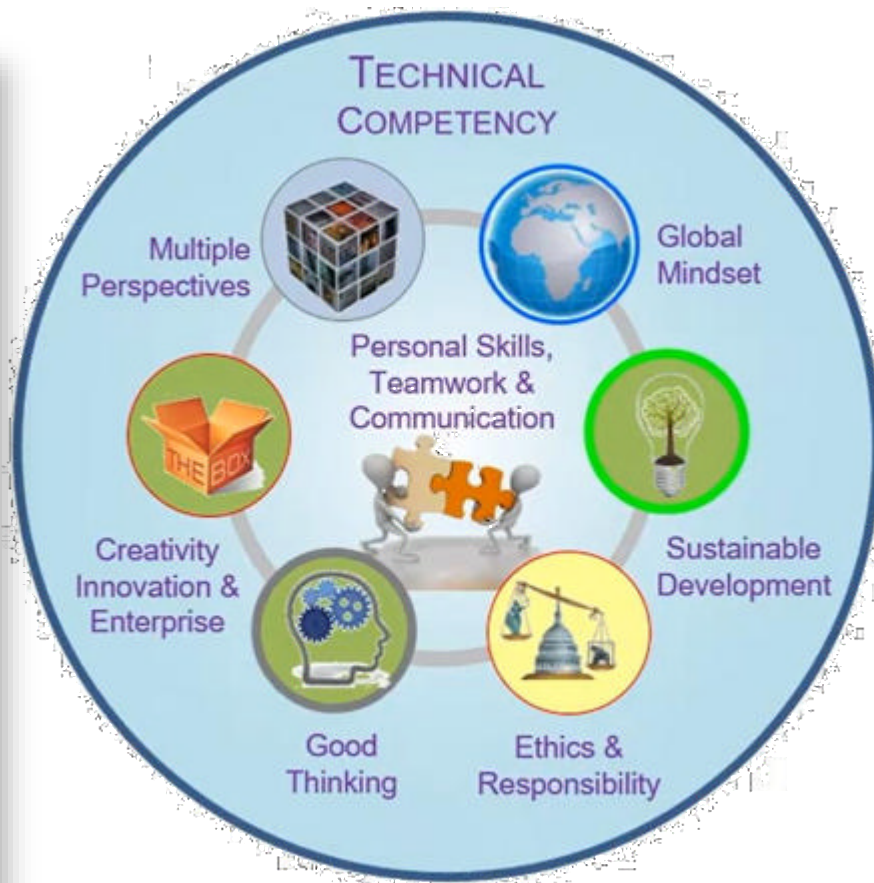 TECHNICAL
COMPETENCY
Multiple
Perspectives
Global
Mindset
Personal Skills,
Teamwork &
Communication
THE BOX
Creativity
Innovation &
Enterprise
Sustainable
Development
Good
Thinking
Ethics &
Responsibility